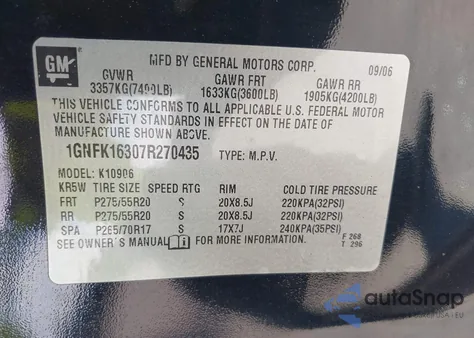 GM
MFD BY GENERAL MOTORS CORP. 09/06
GVWR GAWR FRT GAWR RR
3357KG(7400LB) 1633KG(3600LB) 1905KG(4200LB)
THIS VEHICLE CONFORMS TO ALL APPLICABLE U.S. FEDERAL MOTOR
VEHICLE SAFETY STANDARDS IN EFFECT ON THE DATE OF
MANUFACTURE SHOWN ABOVE.
1GNFK16307R270435 TYPE: M.P.V.
MODEL: K10906
KR5W TIRE SIZE SPEED RTG RIM COLD TIRE PRESSURE
FRT P275/55R20 S 20X8.5J 220KPA(32PSI)
RR P275/55R20 S 20X8.5J 220KPA(32PSI)
SPA P265/70R17 S 17X7J 240KPA(35PSI)
SEE OWNER'S MANUAL FOR MORE INFORMATION. F 268
T 296
autoSnap